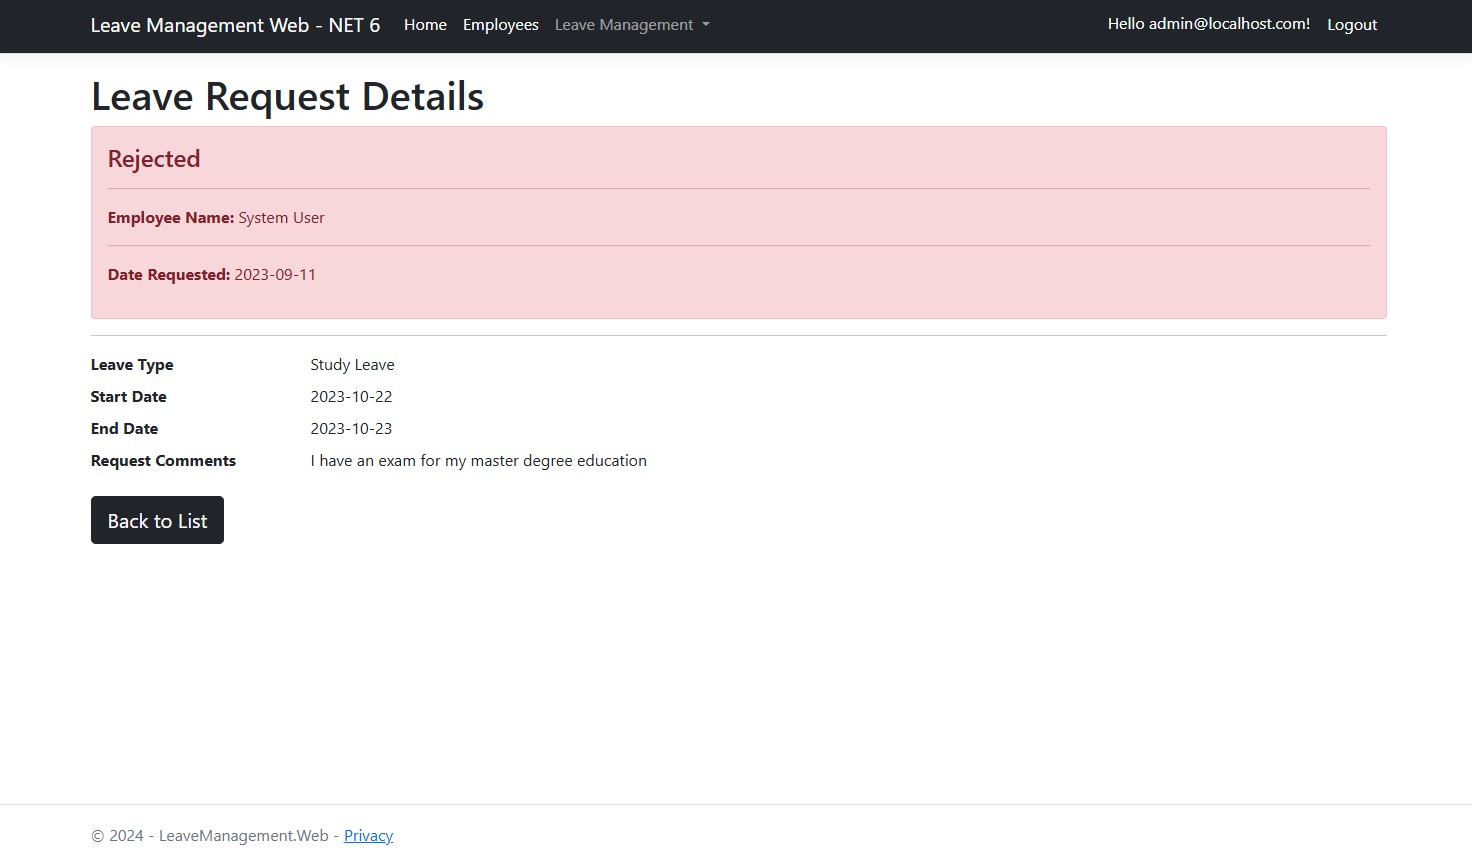 Leave Management Web - NET 6 Home Employees Leave Management Hello admin@localhost.com! Logout
Leave Request Details
Rejected
Employee Name: System User
Date Requested: 2023-09-11
Leave Type Study Leave
Start Date 2023-10-22
End Date 2023-10-23
Request Comments I have an exam for my master degree education
Back to List
© 2024 - LeaveManagement.Web - Privacy